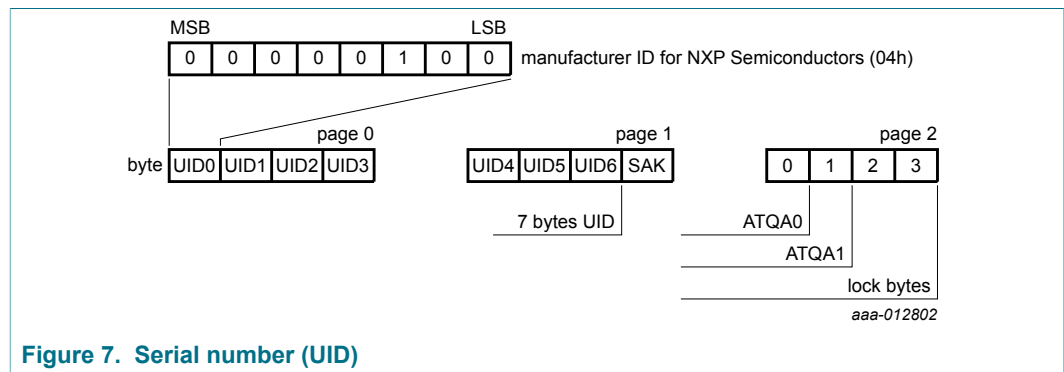 MSB LSB
0 0 0 0 0 1 0 0 manufacturer ID for NXP Semiconductors (04h)
page 0 page 1 page 2
byte UID0 UID1 UID2 UID3 UID4 UID5 UID6 SAK 0 1 2 3
7 bytes UID ATQA0
ATQA1
lock bytes
aaa-012802
Figure 7. Serial number (UID)